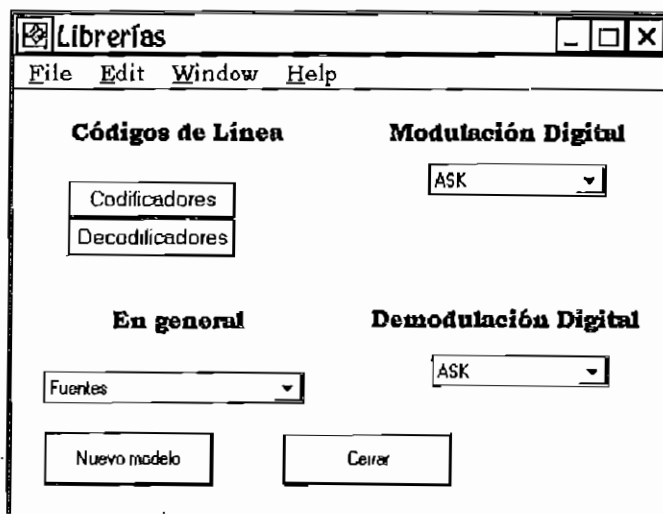 Librerías
File Edit Window Help
Códigos de Línea
Modulación Digital
ASK
Codificadores
Decodificadores
En general
Demodulación Digital
ASK
Fuentes
Nuevo modelo
Cerrar